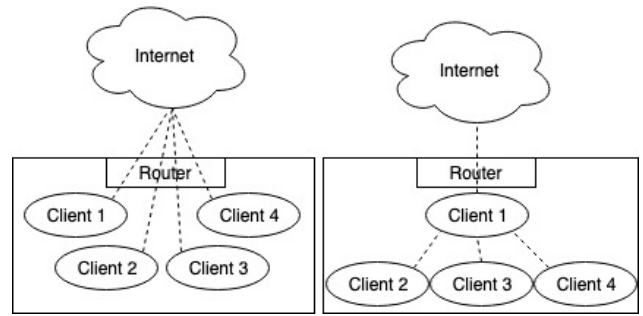 Internet
Router
Client 1
Client 4
Client 2
Client 3
Internet
Router
Client 1
Client 2
Client 3
Client 4